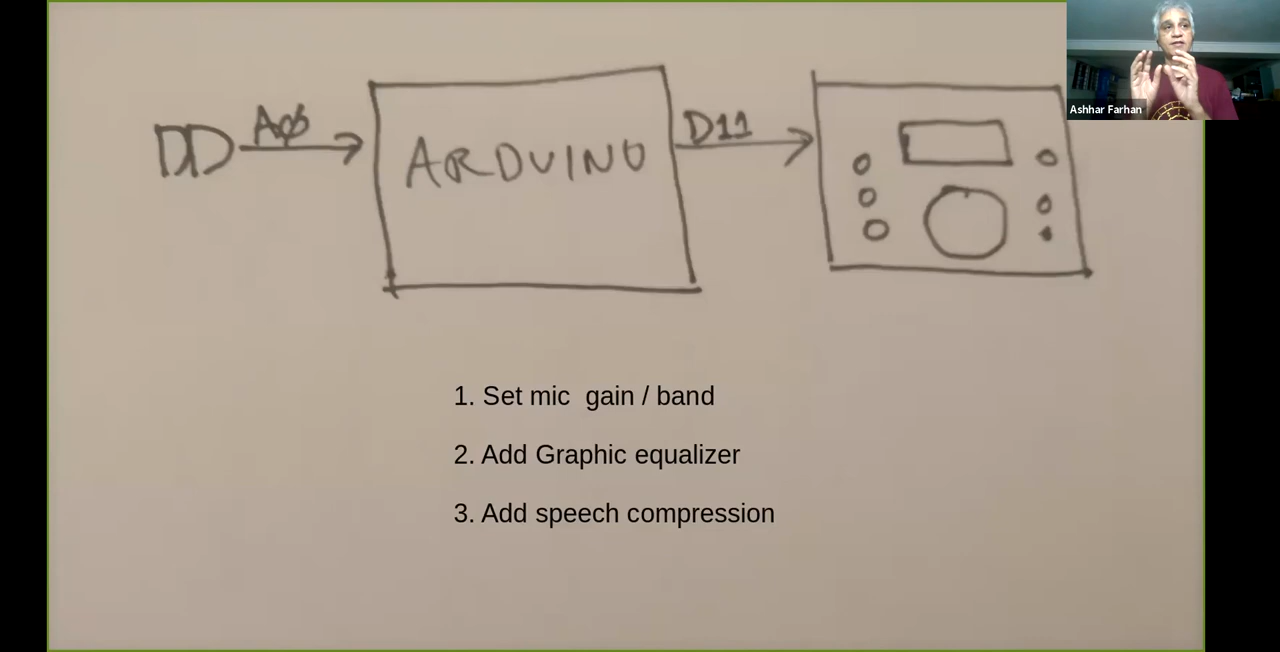 Ashhar Farhan
A0
D11
ARDUINO
1. Set mic gain / band
2. Add Graphic equalizer
3. Add speech compression